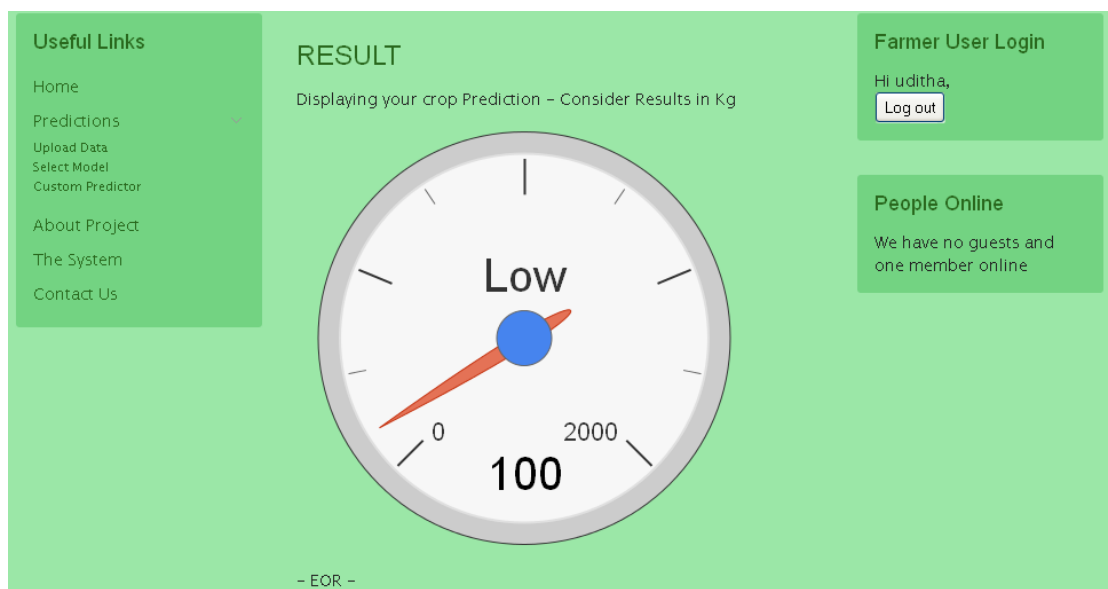 Useful Links
Home
Predictions
Upload Data
Select Model
Custom Predictor
About Project
The System
Contact Us
RESULT
Displaying your crop Prediction – Consider Results in Kg
Low
0
2000
100
– EOR –
Farmer User Login
Hi uditha,
Log out
People Online
We have no guests and
one member online